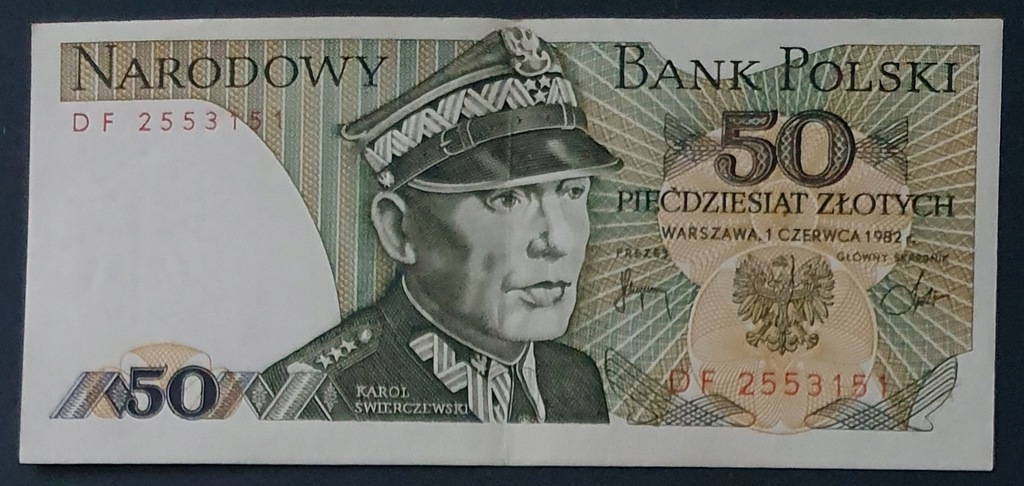 NARODOWY BANK POLSKI
DF 2553151
50
PIĘĆDZIESIĄT ZŁOTYCH
WARSZAWA, 1 CZERWCA 1982 r.
PREZES
GŁÓWNY SKARBNIK
DF 2553151
50
KAROL
ŚWIERCZEWSKI